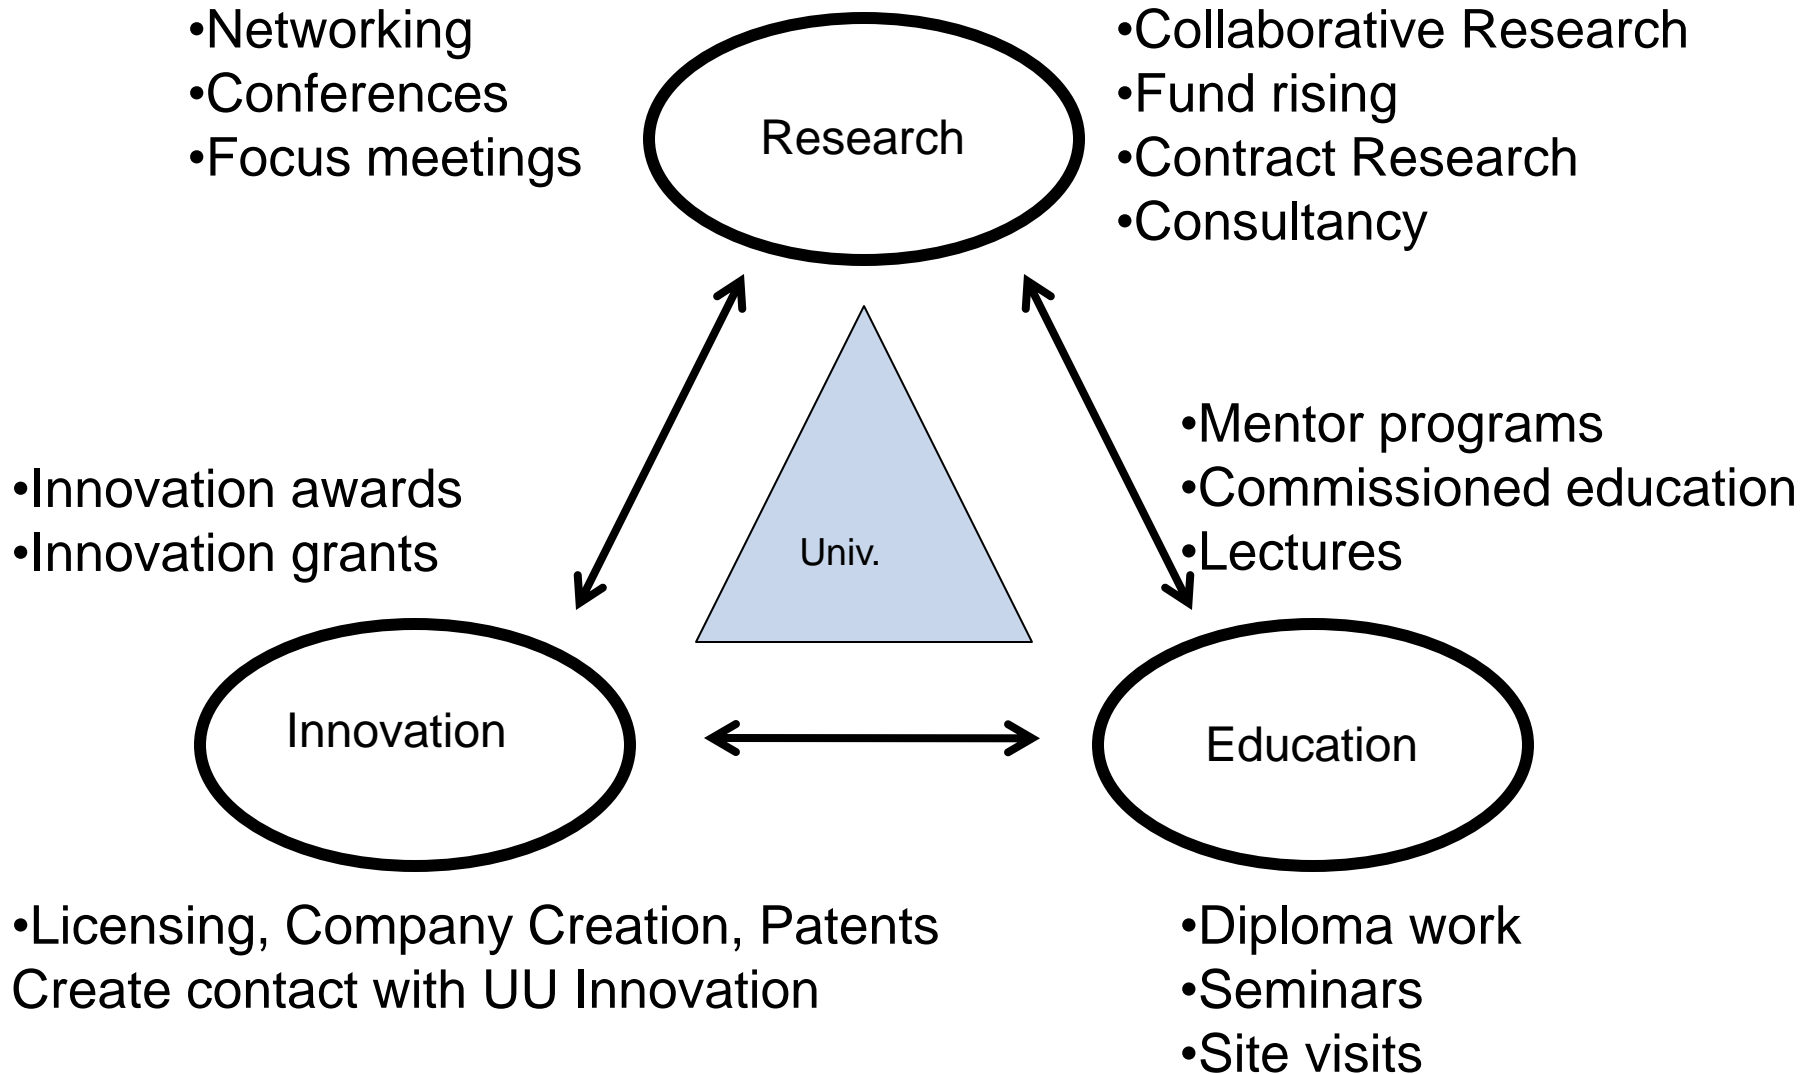 •Networking
•Conferences
•Focus meetings
Research
•Collaborative Research
•Fund rising
•Contract Research
•Consultancy
•Innovation awards
•Innovation grants
Univ.
•Mentor programs
•Commissioned education
•Lectures
Innovation
Education
•Licensing, Company Creation, Patents
Create contact with UU Innovation
•Diploma work
•Seminars
•Site visits